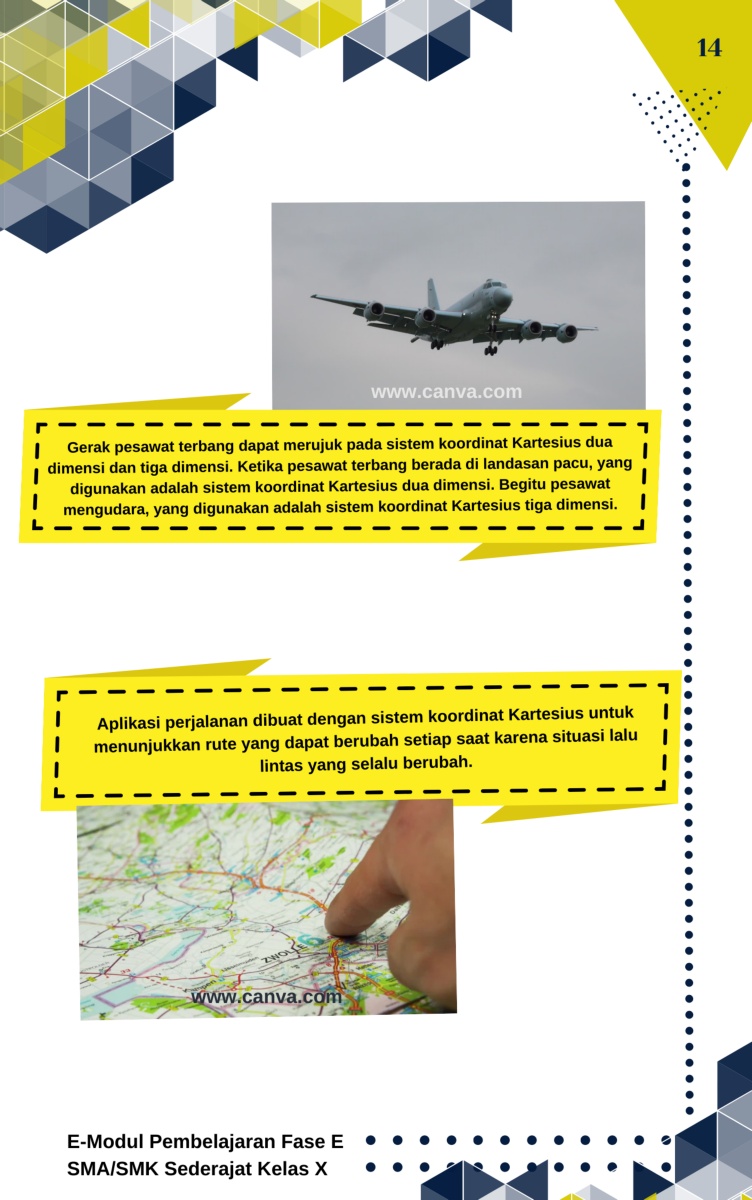 14
www.canva.com
Gerak pesawat terbang dapat merujuk pada sistem koordinat Kartesius dua
dimensi dan tiga dimensi. Ketika pesawat terbang berada di landasan pacu, yang
digunakan adalah sistem koordinat Kartesius dua dimensi. Begitu pesawat
mengudara, yang digunakan adalah sistem koordinat Kartesius tiga dimensi.
Aplikasi perjalanan dibuat dengan sistem koordinat Kartesius untuk
menunjukkan rute yang dapat berubah setiap saat karena situasi lalu
lintas yang selalu berubah.
ZWOLLE
www.canva.com
E-Modul Pembelajaran Fase E
SMA/SMK Sederajat Kelas X